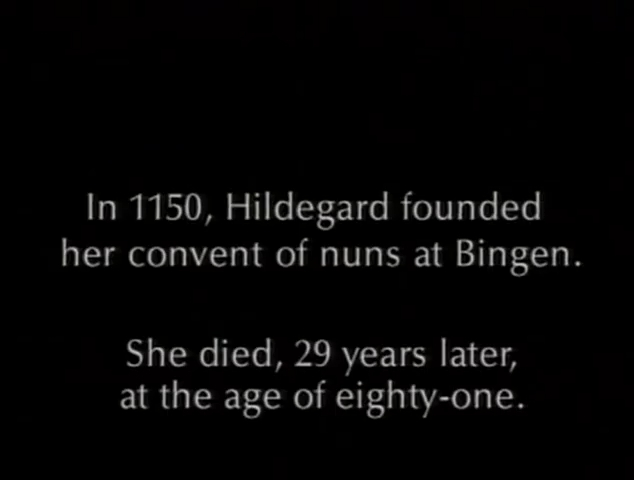 In 1150, Hildegard founded
her convent of nuns at Bingen.
She died, 29 years later,
at the age of eighty-one.